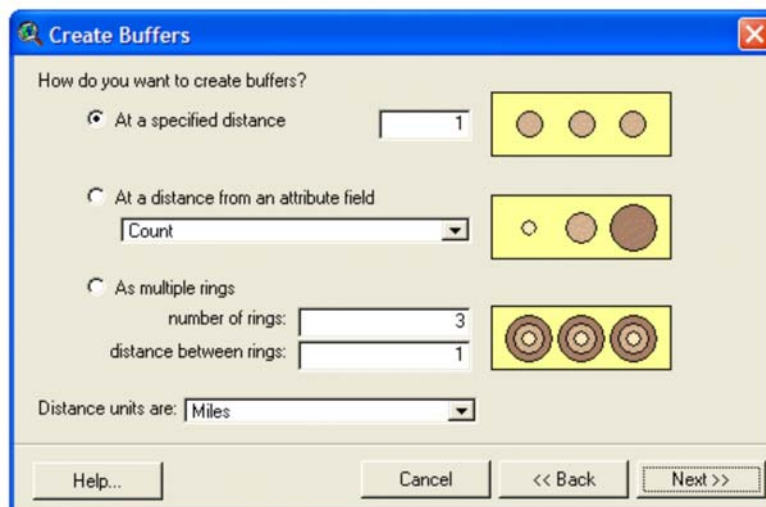 Create Buffers
How do you want to create buffers?
At a specified distance 1
At a distance from an attribute field
Count
As multiple rings
number of rings: 3
distance between rings: 1
Distance units are: Miles
Help... Cancel << Back Next >>